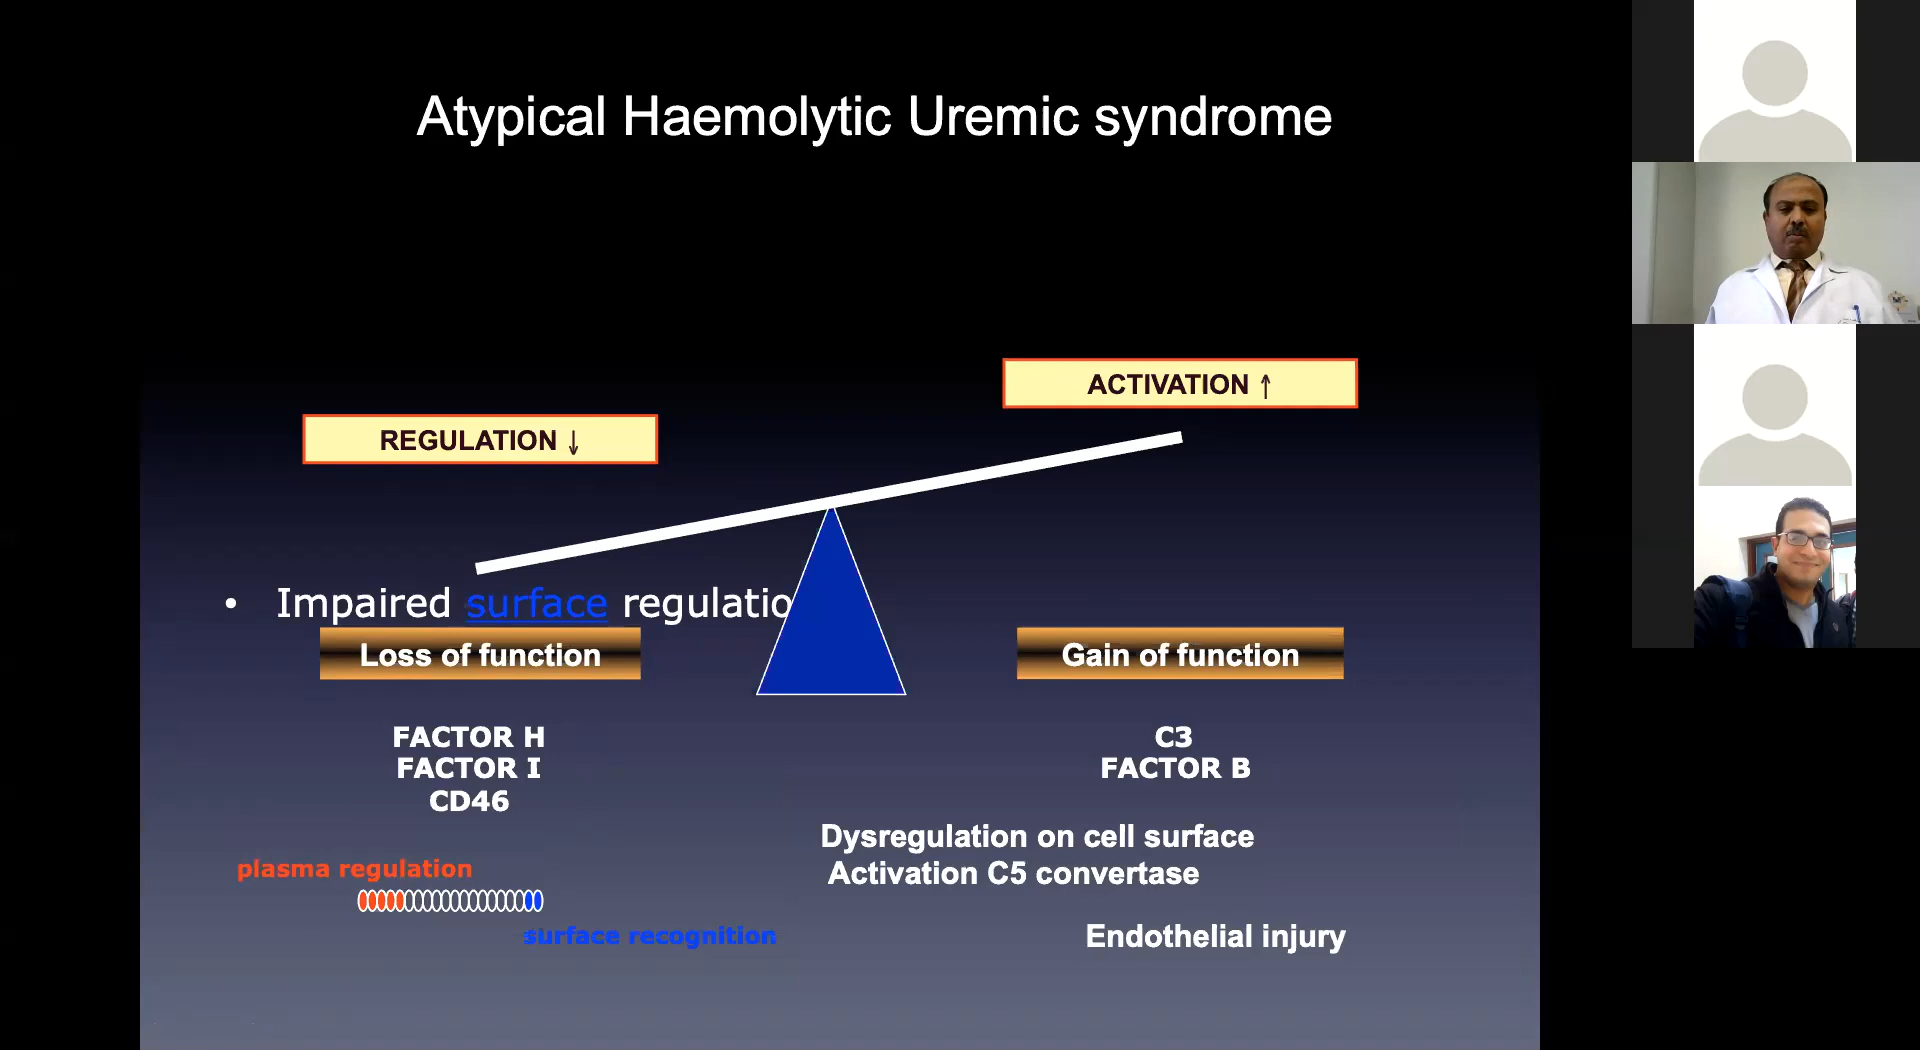 Atypical Haemolytic Uremic syndrome
ACTIVATION ↑
REGULATION ↓
• Impaired surface regulatio
Loss of function
Gain of function
FACTOR H
FACTOR I
CD46
C3
FACTOR B
Dysregulation on cell surface
Activation C5 convertase
plasma regulation
surface recognition
Endothelial injury